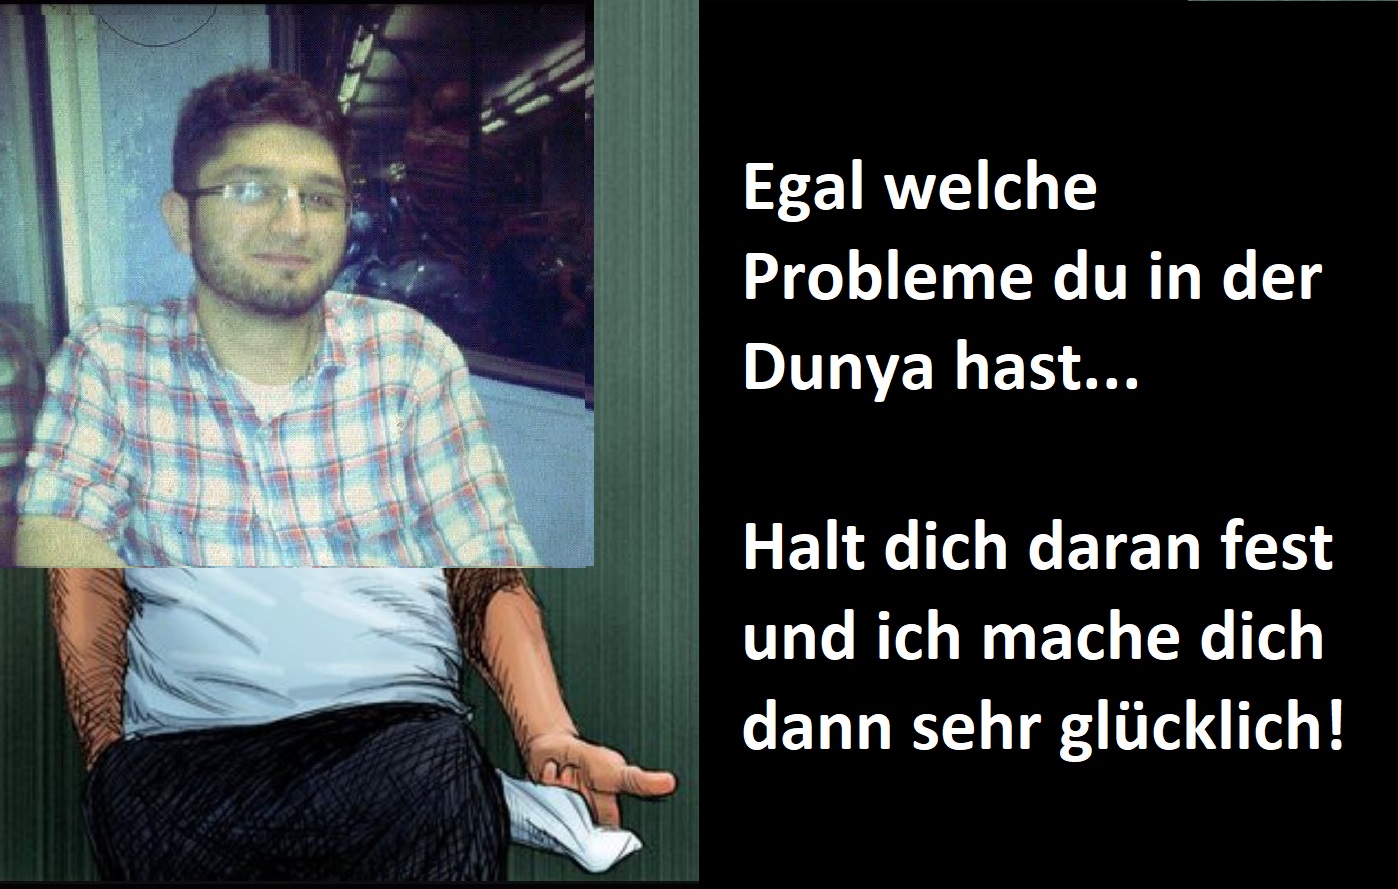 Egal welche
Probleme du in der
Dunya hast...
Halt dich daran fest
und ich mache dich
dann sehr glücklich!